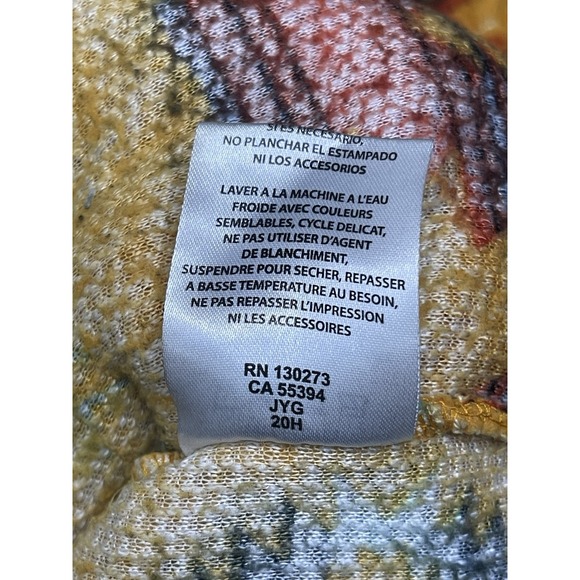 SI ES NECESARIO,
NO PLANCHAR EL ESTAMPADO
NI LOS ACCESORIOS
LAVER A LA MACHINE A L'EAU
FROIDE AVEC COULEURS
SEMBLABLES, CYCLE DELICAT,
NE PAS UTILISER D'AGENT
DE BLANCHIMENT,
SUSPENDRE POUR SECHER, REPASSER
A BASSE TEMPERATURE AU BESOIN,
NE PAS REPASSER L'IMPRESSION
NI LES ACCESSOIRES
RN 130273
CA 55394
JYG
20H